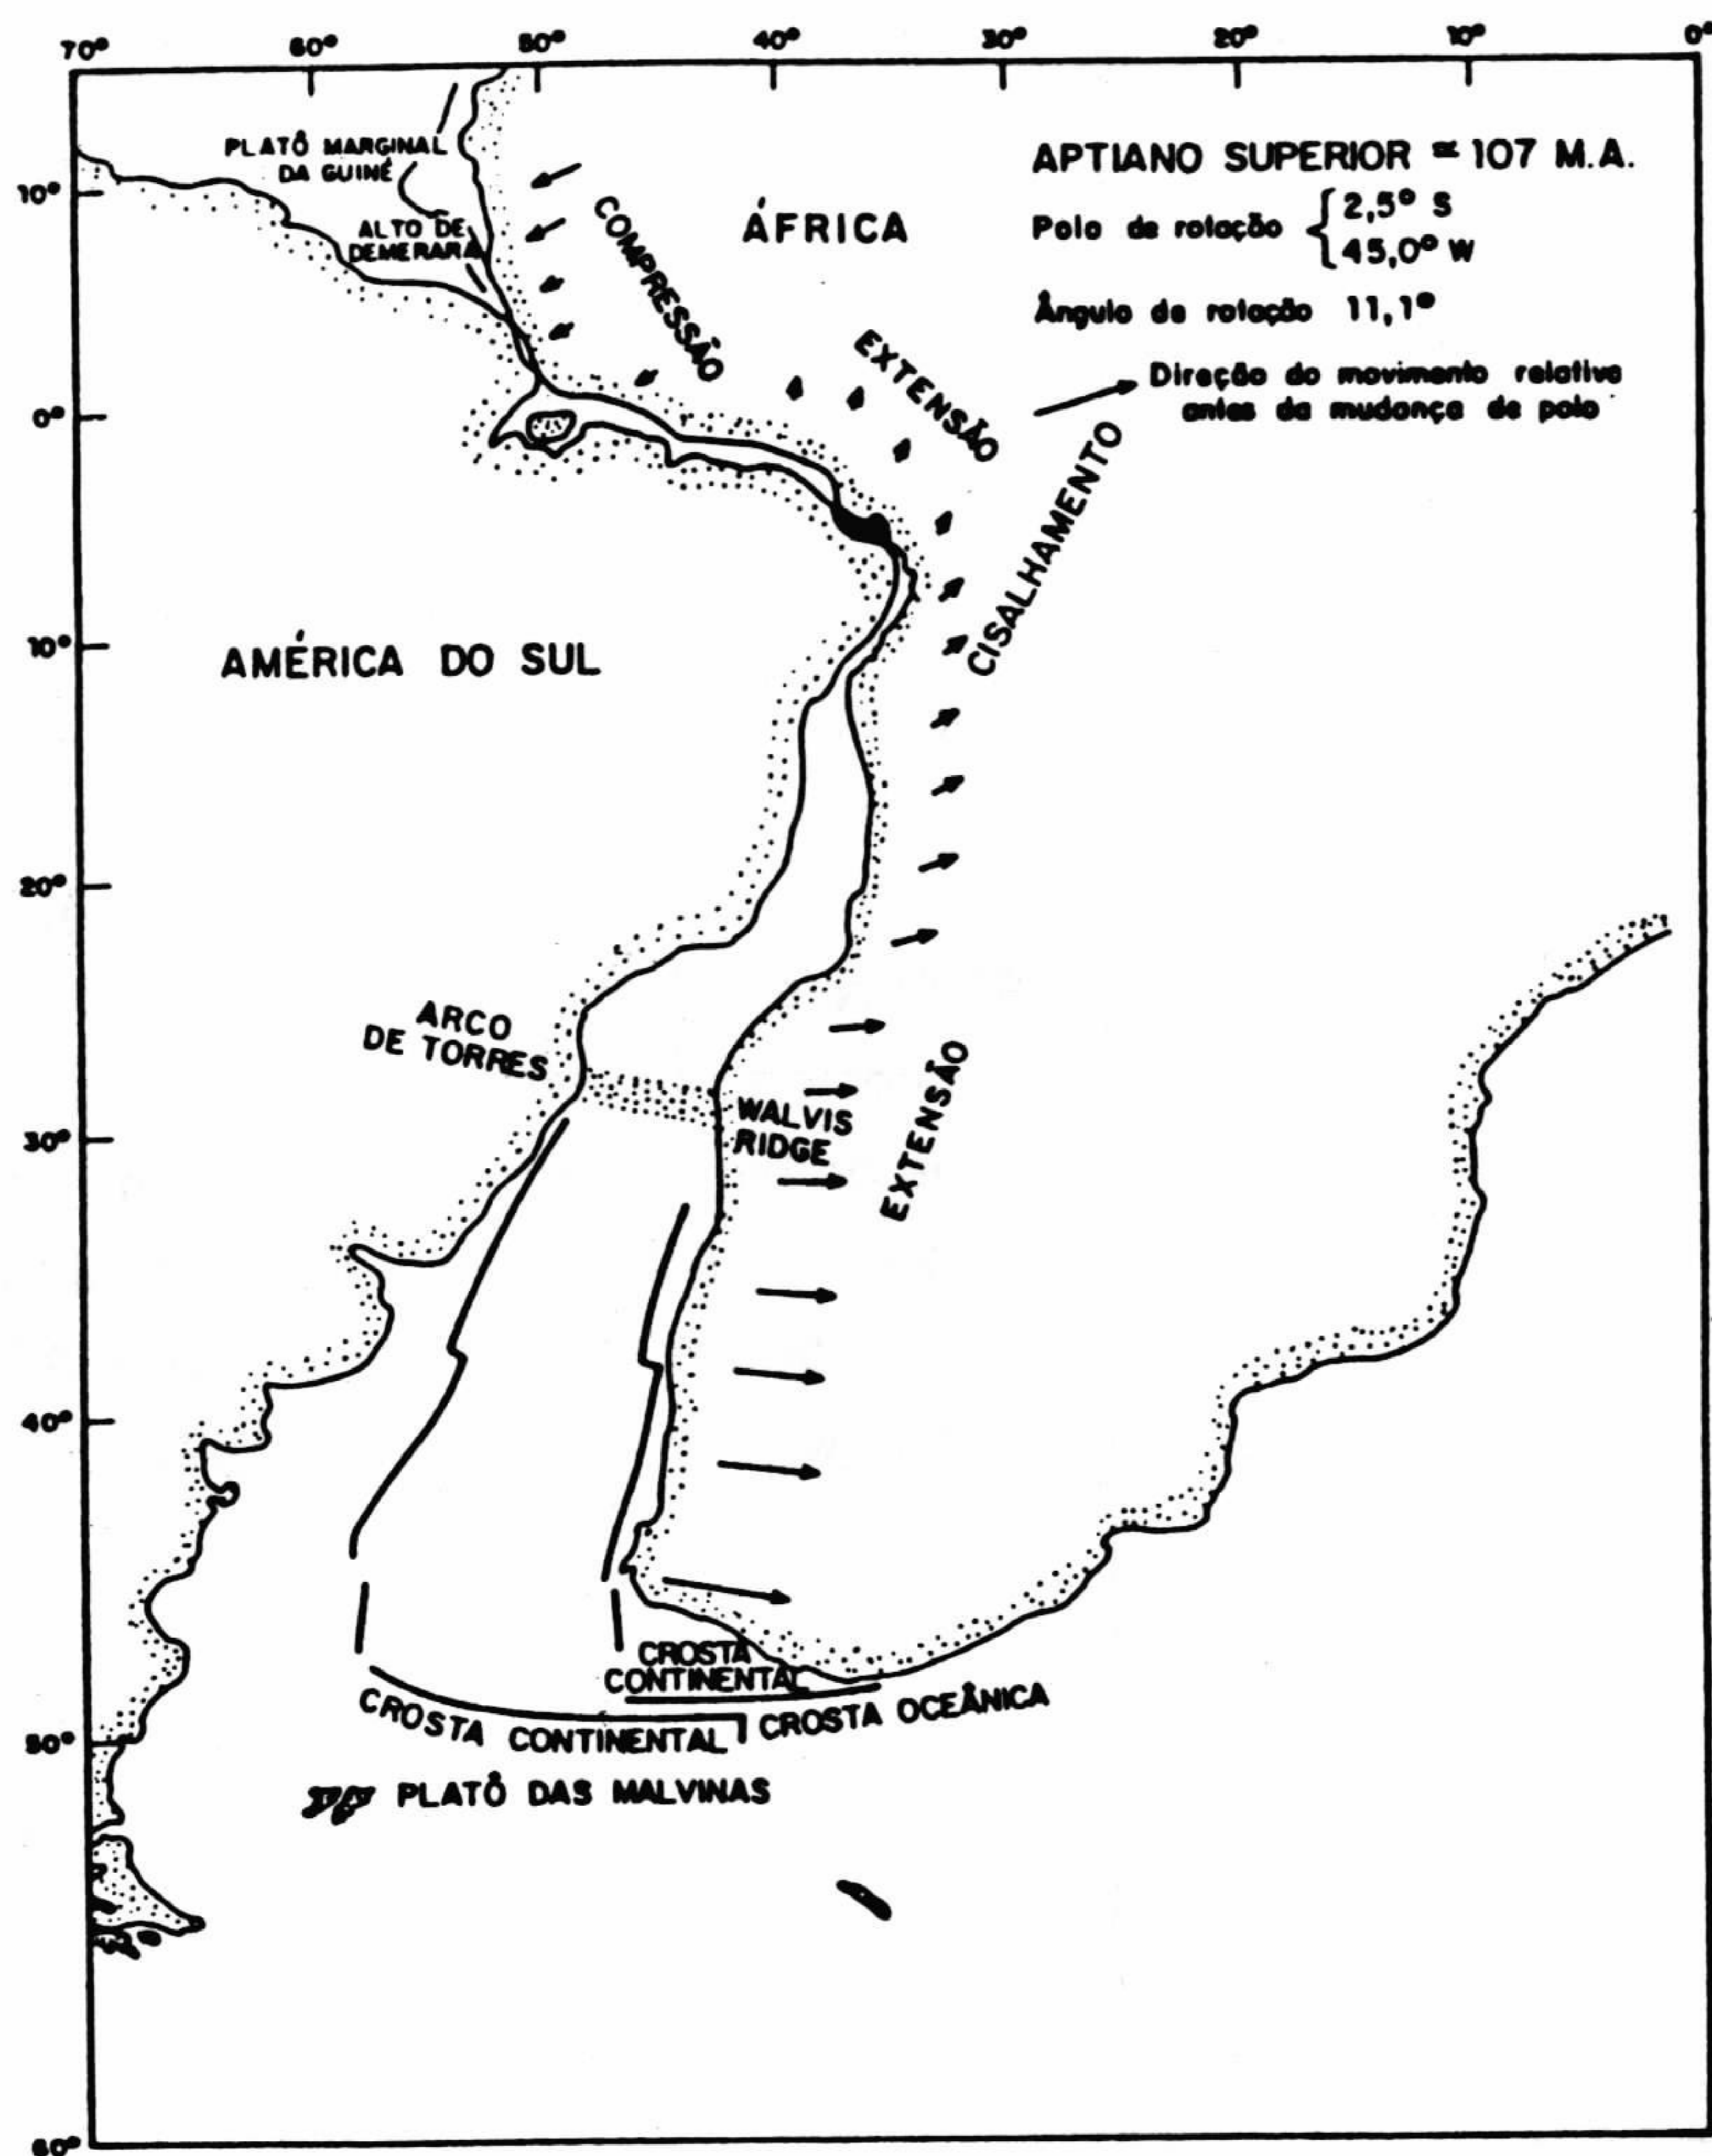 70° 60° 50° 40° 30° 20° 10° 0°
PLATÔ MARGINAL
DA GUINÉ
ALTO DE
DEMERARÁ
COMPRESSÃO
ÁFRICA
APTIANO SUPERIOR ≈ 107 M.A.
Polo de rotação { 2,5° S
45,0° W
Ângulo de rotação 11,1°
Direção do movimento relativo
antes da mudança de polo
EXTENSÃO
CISALHAMENTO
10°
0°
10°
AMÉRICA DO SUL
20°
ARCO
DE TORRES
WALVIS
RIDGE
EXTENSÃO
30°
40°
CROSTA
CONTINENTAL
CROSTA CONTINENTAL
CROSTA OCEÂNICA
50°
PLATÔ DAS MALVINAS
60°